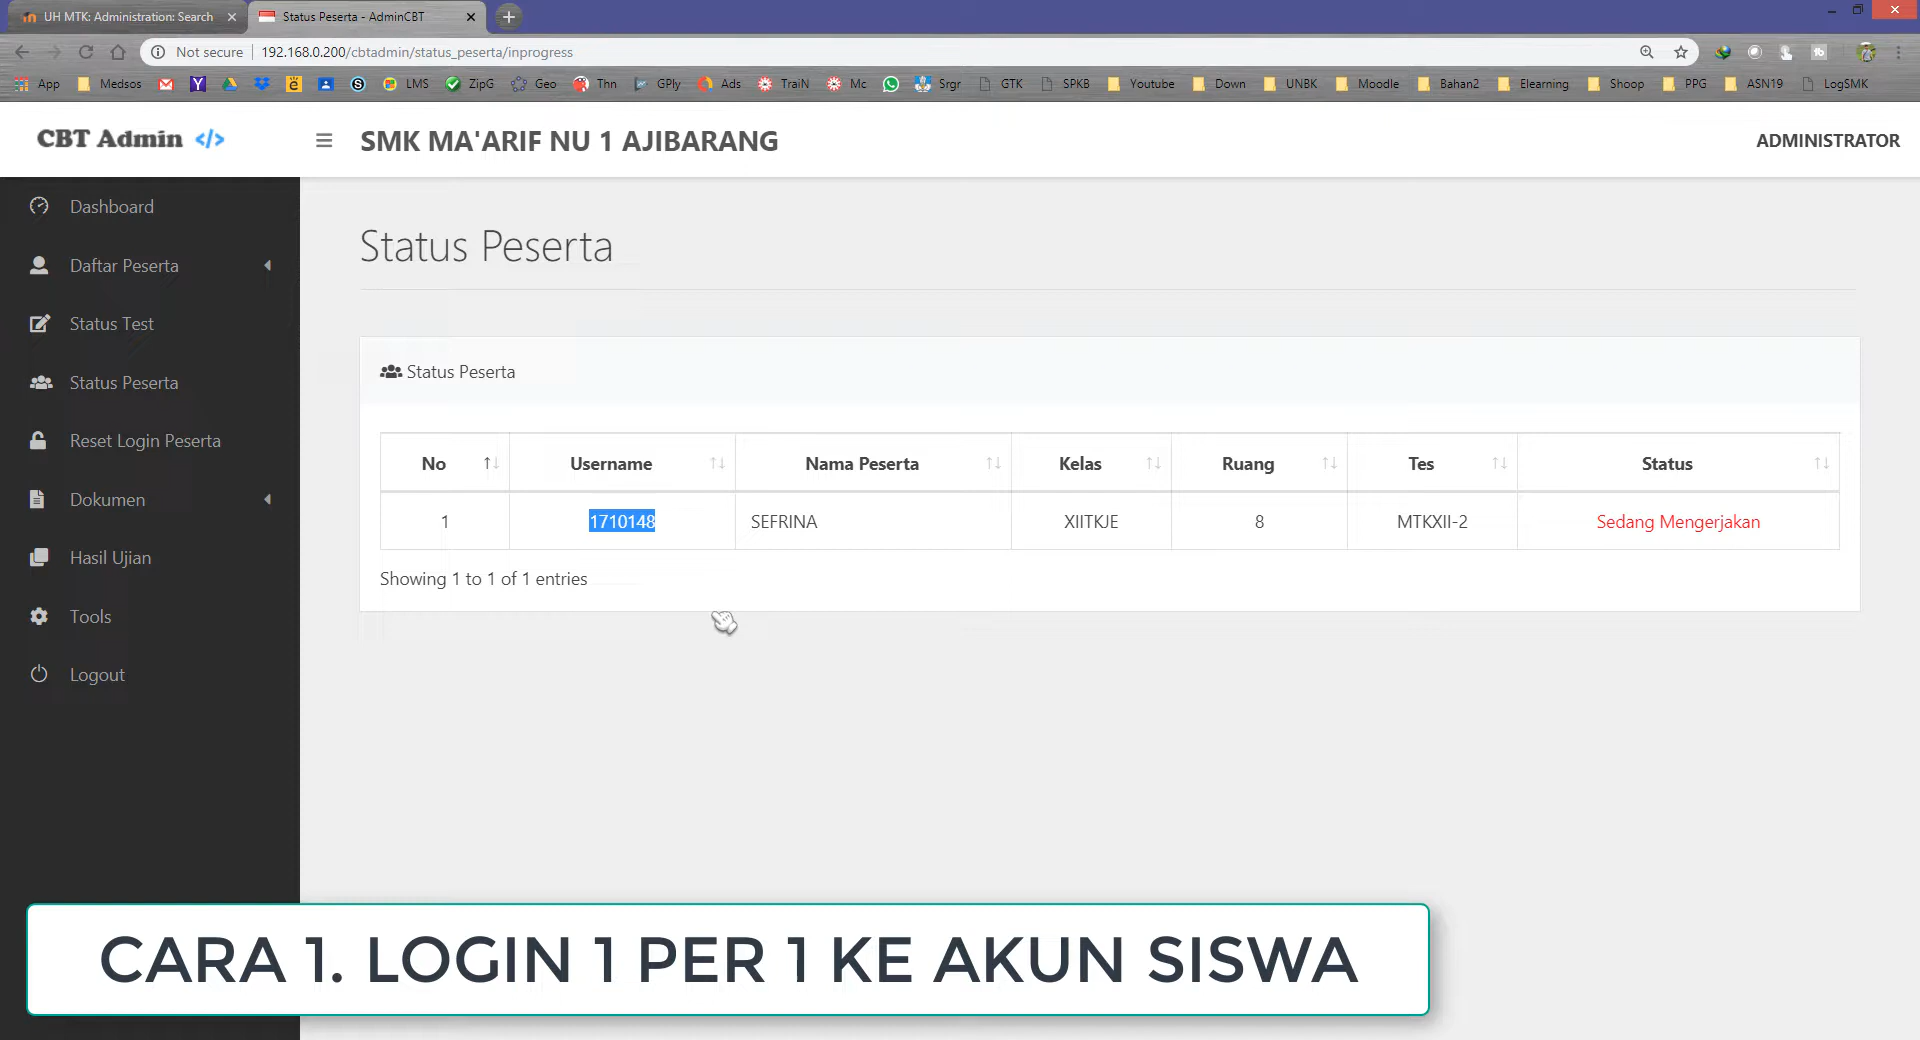 UH MTK: Administration: Search
Status Peserta - AdminCBT
Not secure
192.168.0.200/cbtadmin/status_peserta/inprogress
App
Medsos
LMS
ZipG
Geo
Thn
GPly
Ads
TraiN
Mc
Srgr
GTK
SPKB
Youtube
Down
UNBK
Moodle
Bahan2
Elearning
Shoop
PPG
ASN19
LogSMK
CBT Admin </>
SMK MA'ARIF NU 1 AJIBARANG
ADMINISTRATOR
Dashboard
Daftar Peserta
Status Test
Status Peserta
Reset Login Peserta
Dokumen
Hasil Ujian
Tools
Logout
Status Peserta
Status Peserta
No Username Nama Peserta Kelas Ruang Tes Status
1 1710148 SEFRINA XIITKJE 8 MTKXII-2 Sedang Mengerjakan
Showing 1 to 1 of 1 entries
CARA 1. LOGIN 1 PER 1 KE AKUN SISWA